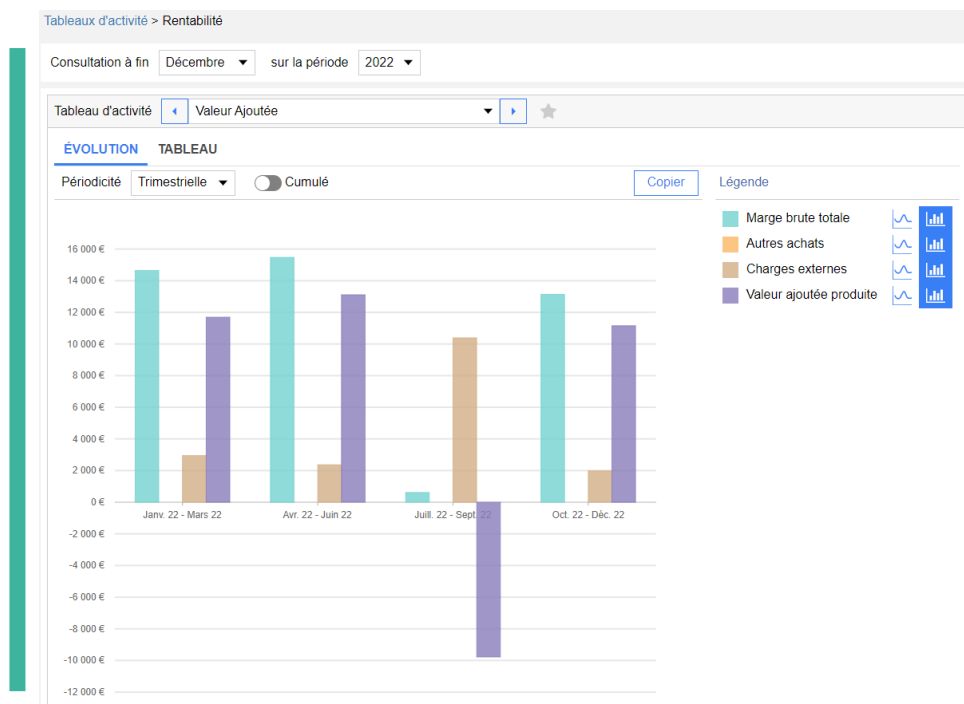 Tableaux d'activité > Rentabilité
Consultation à fin Décembre sur la période 2022
Tableau d'activité Valeur Ajoutée
ÉVOLUTION TABLEAU
Périodicité Trimestrielle Cumulé Copier Légende
Marge brute totale
Autres achats
Charges externes
Valeur ajoutée produite
16 000 €
14 000 €
12 000 €
10 000 €
8 000 €
6 000 €
4 000 €
2 000 €
0 €
Janv. 22 - Mars 22 Avr. 22 - Juin 22 Juill. 22 - Sept. 22 Oct. 22 - Déc. 22
-2 000 €
-4 000 €
-6 000 €
-8 000 €
-10 000 €
-12 000 €